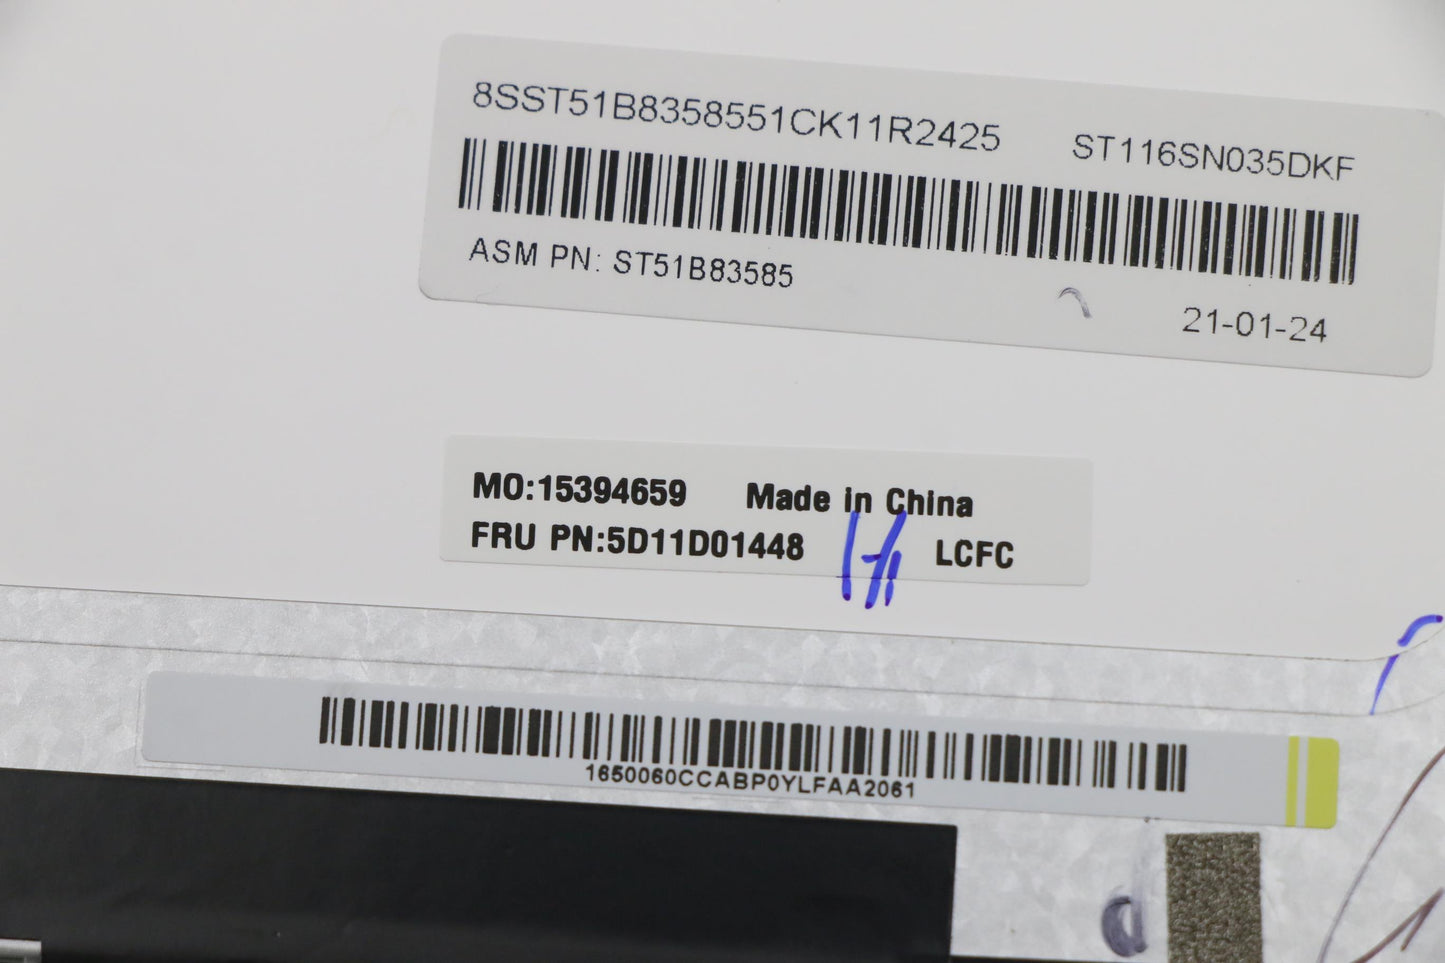 8SST51B8358551CK11R2425 ST116SN035DKF
ASM PN: ST51B83585
21-01-24
MO:15394659 Made in China
FRU PN:5D11D01448 LCFC
1650060CCABP0YLFAA2061